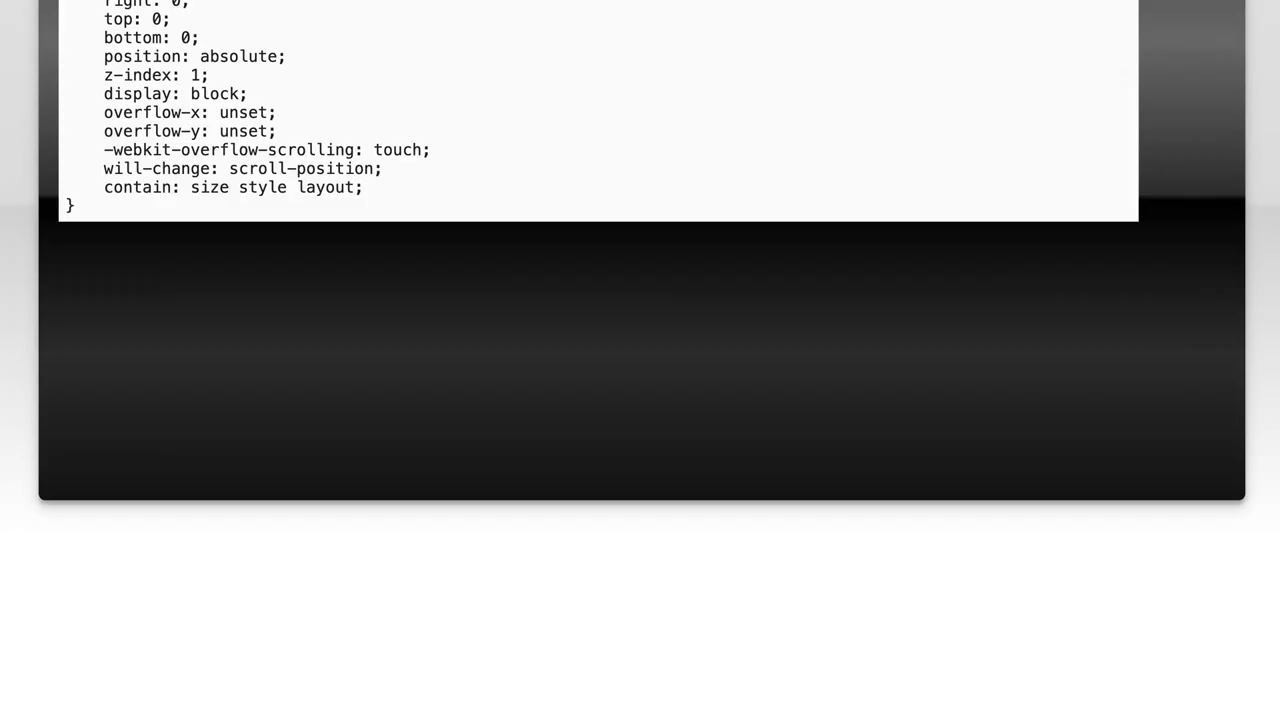 right: 0;
top: 0;
bottom: 0;
position: absolute;
z-index: 1;
display: block;
overflow-x: unset;
overflow-y: unset;
-webkit-overflow-scrolling: touch;
will-change: scroll-position;
contain: size style layout;
}